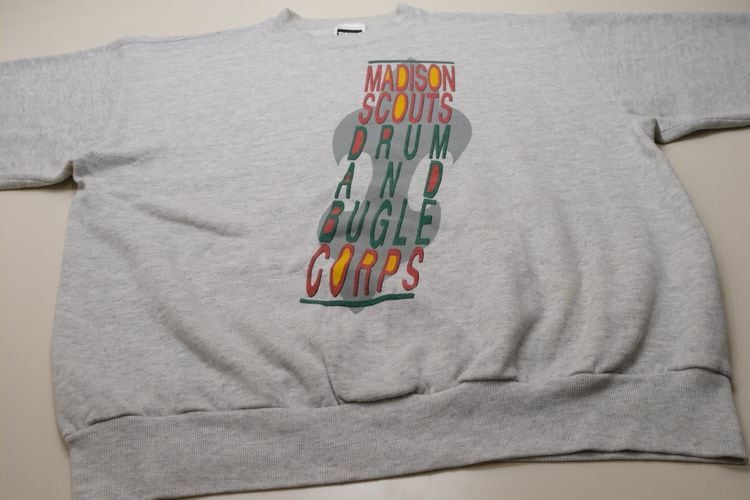 MADISON
SCOUTS
DRUM
AND
BUGLE
CORPS